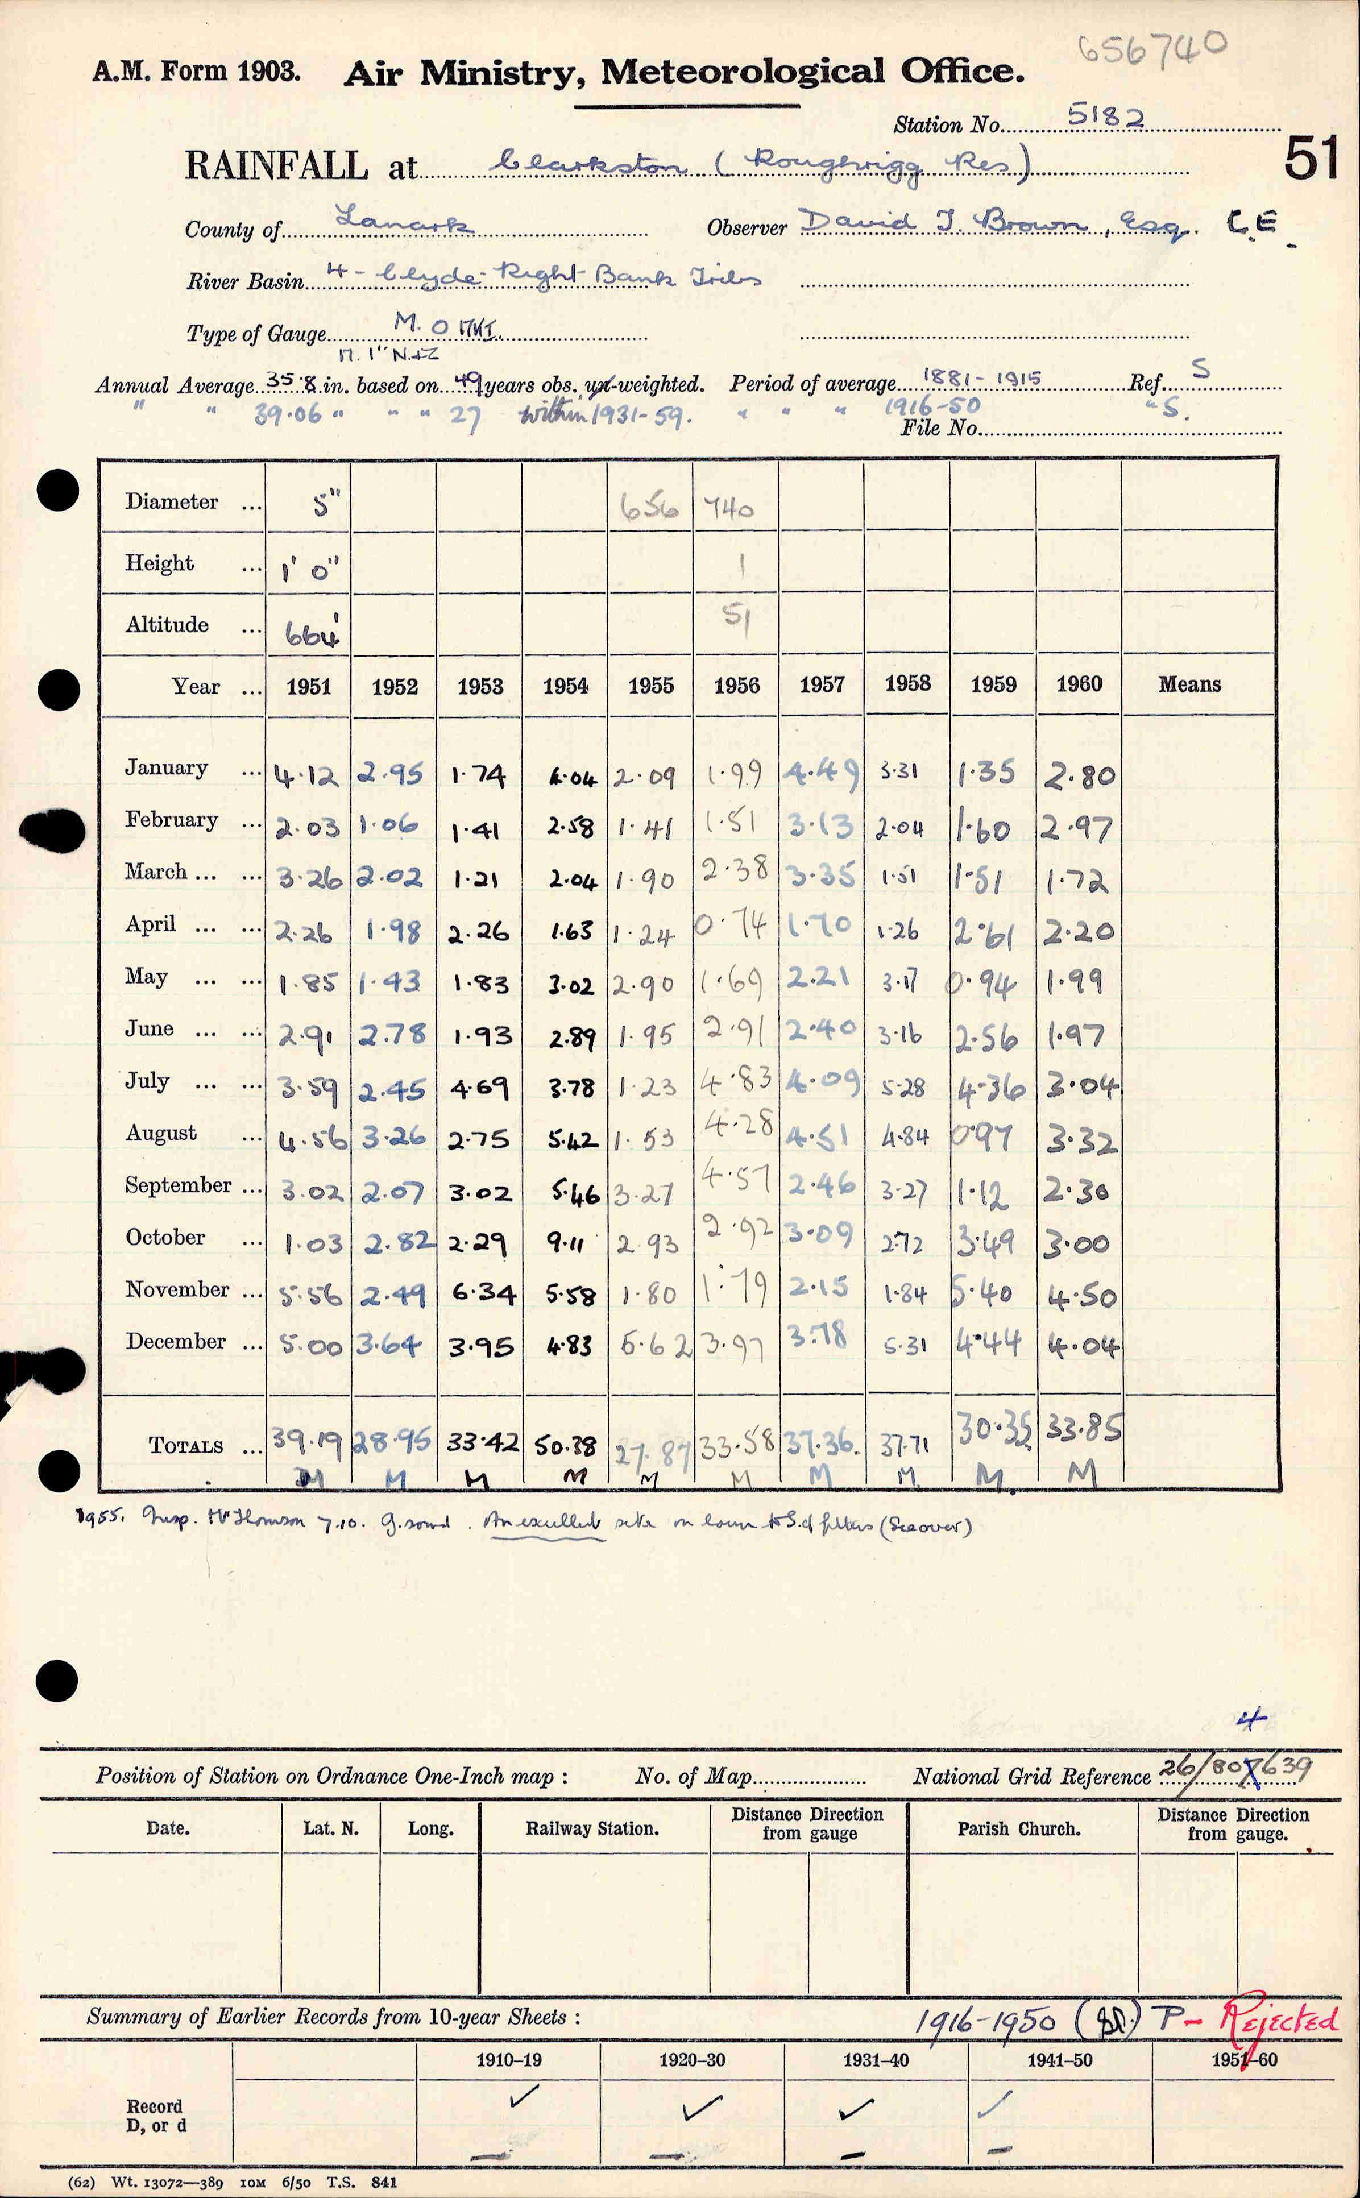 656740
A.M. Form 1903. Air Ministry, Meteorological Office.
Station No. 5182
RAINFALL at Clarkston (Roughrigg Res) 51
County of Lanark Observer David T. Brown, Esq. C.E.
River Basin 4 - Clyde - Right Bank Tribs
Type of Gauge M.O
Annual Average 35.8 in. based on 49 years obs. un-weighted. Period of average 1881-1915 Ref. S
" " 39.06 " " " 27 within 1931-59. " " " 1916-50 " S.
File No.
Diameter ... 5" 656 740
Height ... 1' 0" 1
Altitude ... 664' 51
Year ... 1951 1952 1953 1954 1955 1956 1957 1958 1959 1960 Means
January ... 4.12 2.95 1.74 4.04 2.09 1.99 4.49 3.31 1.35 2.80
February ... 2.03 1.06 1.41 2.58 1.41 1.51 3.13 2.04 1.60 2.97
March ... ... 3.26 2.02 1.21 2.04 1.90 2.38 3.35 1.51 1.51 1.72
April ... ... 2.26 1.98 2.26 1.63 1.24 0.74 1.70 1.26 2.61 2.20
May ... ... 1.85 1.43 1.83 3.02 2.90 1.69 2.21 3.17 0.94 1.99
June ... ... 2.91 2.78 1.93 2.89 1.95 2.91 2.40 3.16 2.56 1.97
July ... ... 3.59 2.45 4.69 3.78 1.23 4.83 4.09 5.28 4.36 3.04
August ... 4.56 3.26 2.75 5.42 1.53 4.28 4.51 4.84 0.97 3.32
September ... 3.02 2.07 3.02 5.46 3.27 4.57 2.46 3.27 1.12 2.30
October ... 1.03 2.82 2.29 9.11 2.93 2.92 3.09 2.72 3.49 3.00
November ... 5.56 2.49 6.34 5.58 1.80 1.79 2.15 1.84 5.40 4.50
December ... 5.00 3.64 3.95 4.83 5.62 3.97 3.78 5.31 4.44 4.04
TOTALS ... 39.19 28.95 33.42 50.38 27.87 33.58 37.36. 37.71 30.35 33.85
M M M M M M M M M. M
1955. Insp. Mr Thomson 7.10. G. sound. An excellent site on lawn to S. of filters (See over)
4
Position of Station on Ordnance One-Inch map : No. of Map National Grid Reference 26/807639
Date. Lat. N. Long. Railway Station. Distance Direction from gauge Parish Church. Distance Direction from gauge.
Summary of Earlier Records from 10-year Sheets : 1916-1950 P - Rejected
1910-19 1920-30 1931-40 1941-50 1951-60
Record ✓ ✓ ✓ ✓
D, or d
(62) Wt. 13072—389 10M 6/50 T.S. 841